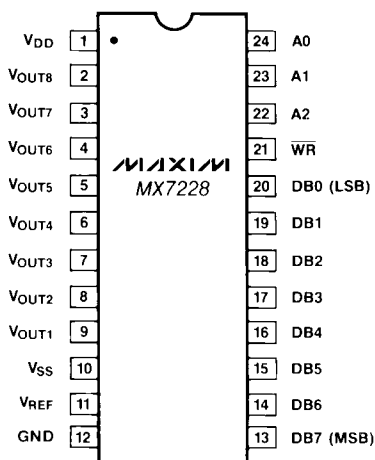 VDD 1 24 A0
VOUT8 2 23 A1
VOUT7 3 22 A2
VOUT6 4 21 WR
MAXIM
VOUT5 5 MX7228 20 DB0 (LSB)
VOUT4 6 19 DB1
VOUT3 7 18 DB2
VOUT2 8 17 DB3
VOUT1 9 16 DB4
VSS 10 15 DB5
VREF 11 14 DB6
GND 12 13 DB7 (MSB)